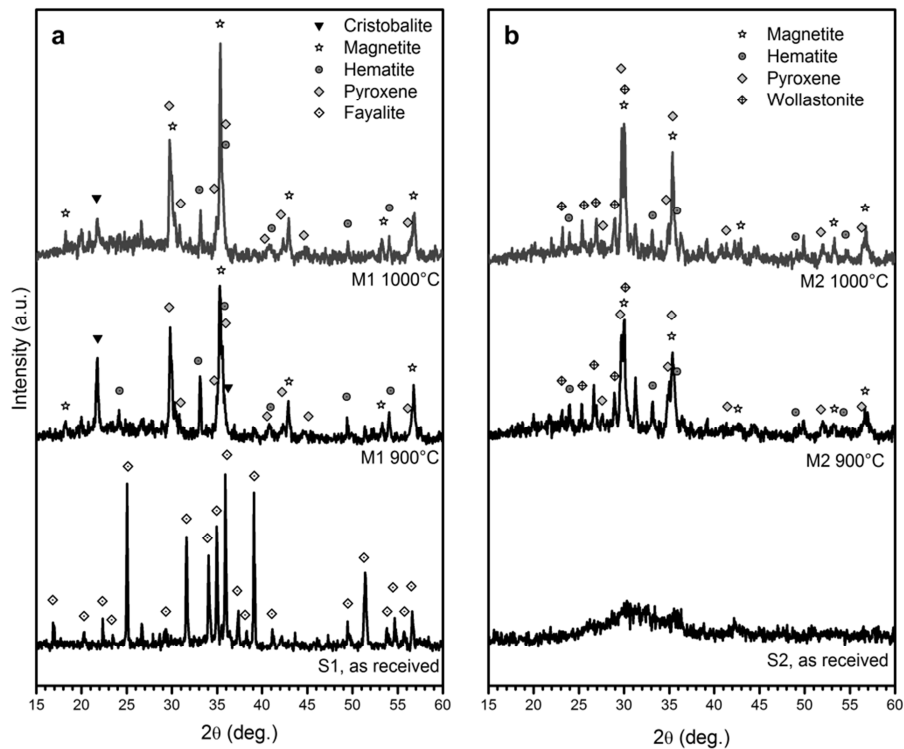 a
Cristobalite
Magnetite
Hematite
Pyroxene
Fayalite
M1 1000°C
M1 900°C
S1, as received
Intensity (a.u.)
15 20 25 30 35 40 45 50 55 60
2θ (deg.)
b
Magnetite
Hematite
Pyroxene
Wollastonite
M2 1000°C
M2 900°C
S2, as received
15 20 25 30 35 40 45 50 55 60
2θ (deg.)